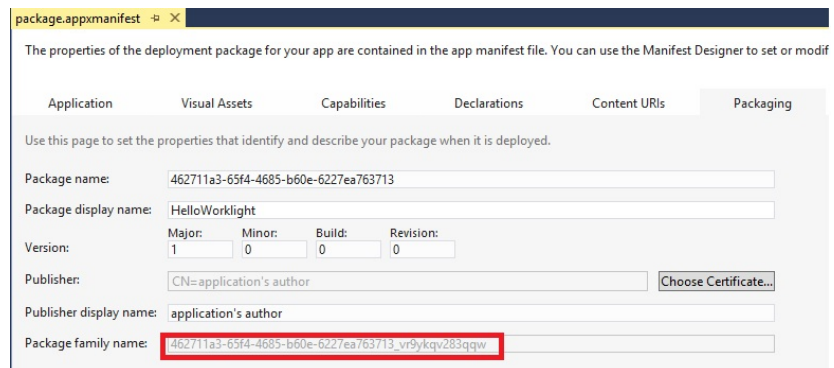 package.appxmanifest
The properties of the deployment package for your app are contained in the app manifest file. You can use the Manifest Designer to set or modif
Application Visual Assets Capabilities Declarations Content URIs Packaging
Use this page to set the properties that identify and describe your package when it is deployed.
Package name: 462711a3-65f4-4685-b60e-6227ea763713
Package display name: HelloWorklight
Major: Minor: Build: Revision:
Version: 1 0 0 0
Publisher: CN=application's author Choose Certificate...
Publisher display name: application's author
Package family name: 462711a3-65f4-4685-b60e-6227ea763713_vr9ykqv283qqw